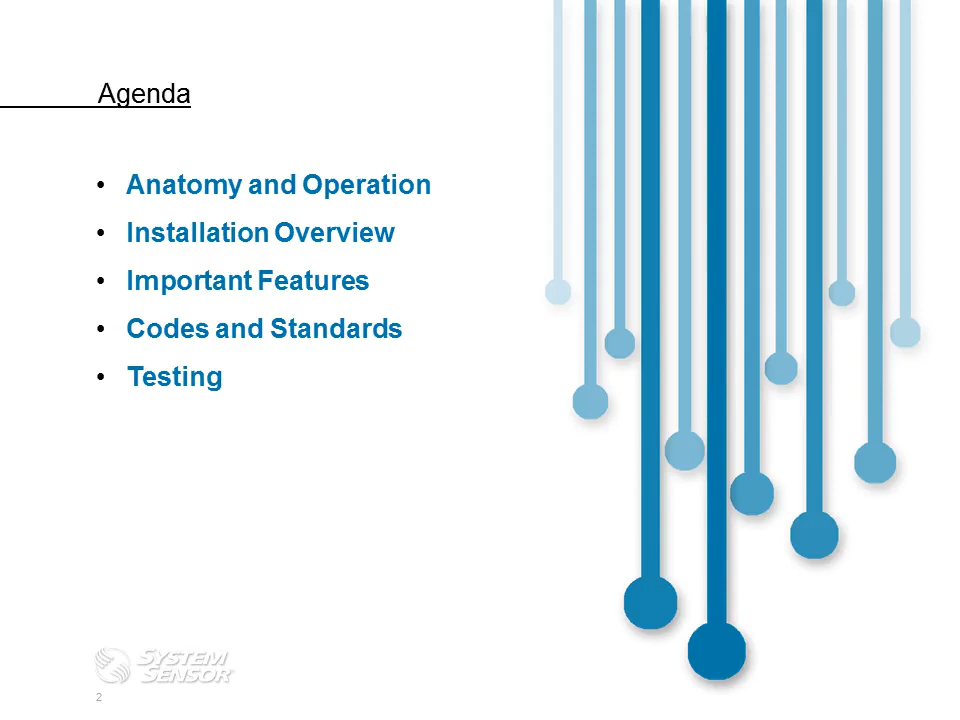 Agenda
• Anatomy and Operation
• Installation Overview
• Important Features
• Codes and Standards
• Testing
SYSTEM
SENSOR
2